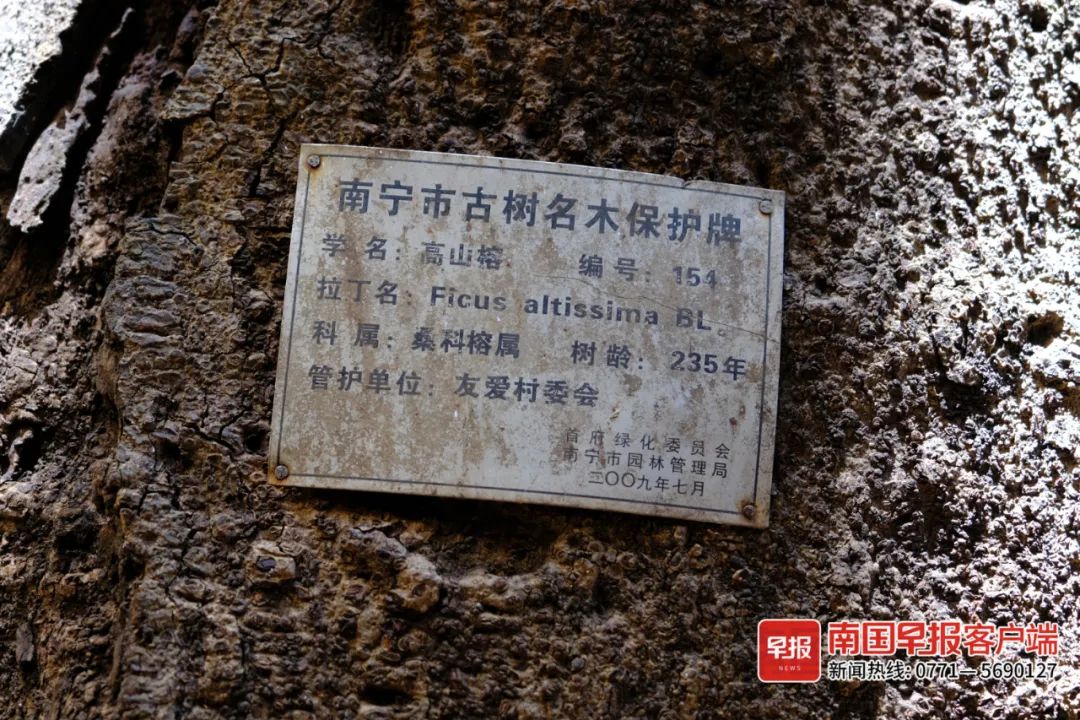 南宁市古树名木保护牌
学名：高山榕 编号：154
拉丁名：Ficus altissima BL.
科属：桑科榕属 树龄：235年
管护单位：友爱村委会
首府绿化委员会
南宁市园林管理局
二〇〇九年七月
早报 南国早报客户端
NEWS 新闻热线：0771—5690127